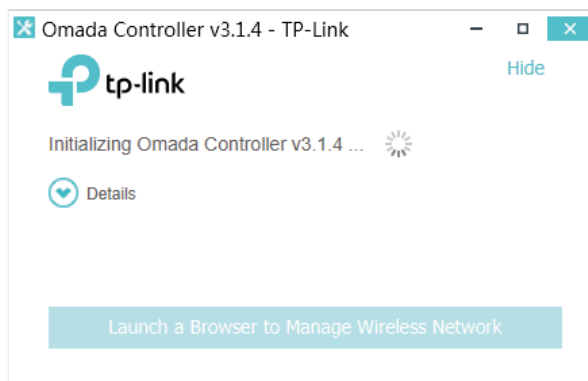 Omada Controller v3.1.4 - TP-Link
tp-link
Hide
Initializing Omada Controller v3.1.4 ...
Details
Launch a Browser to Manage Wireless Network